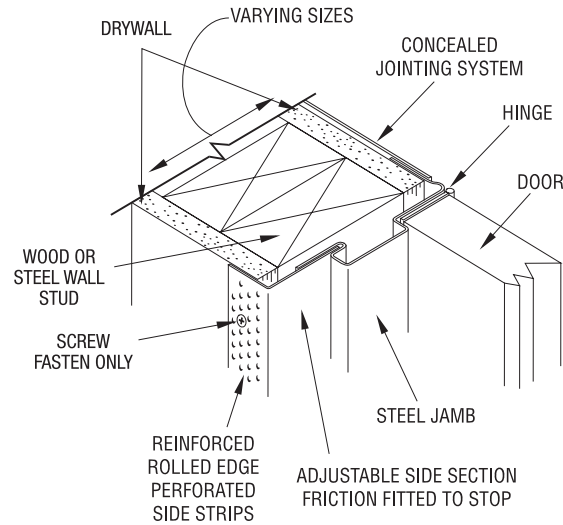 DRYWALL
VARYING SIZES
CONCEALED
JOINTING SYSTEM
HINGE
DOOR
WOOD OR
STEEL WALL
STUD
SCREW
FASTEN ONLY
REINFORCED
ROLLED EDGE
PERFORATED
SIDE STRIPS
ADJUSTABLE SIDE SECTION
FRICTION FITTED TO STOP
STEEL JAMB